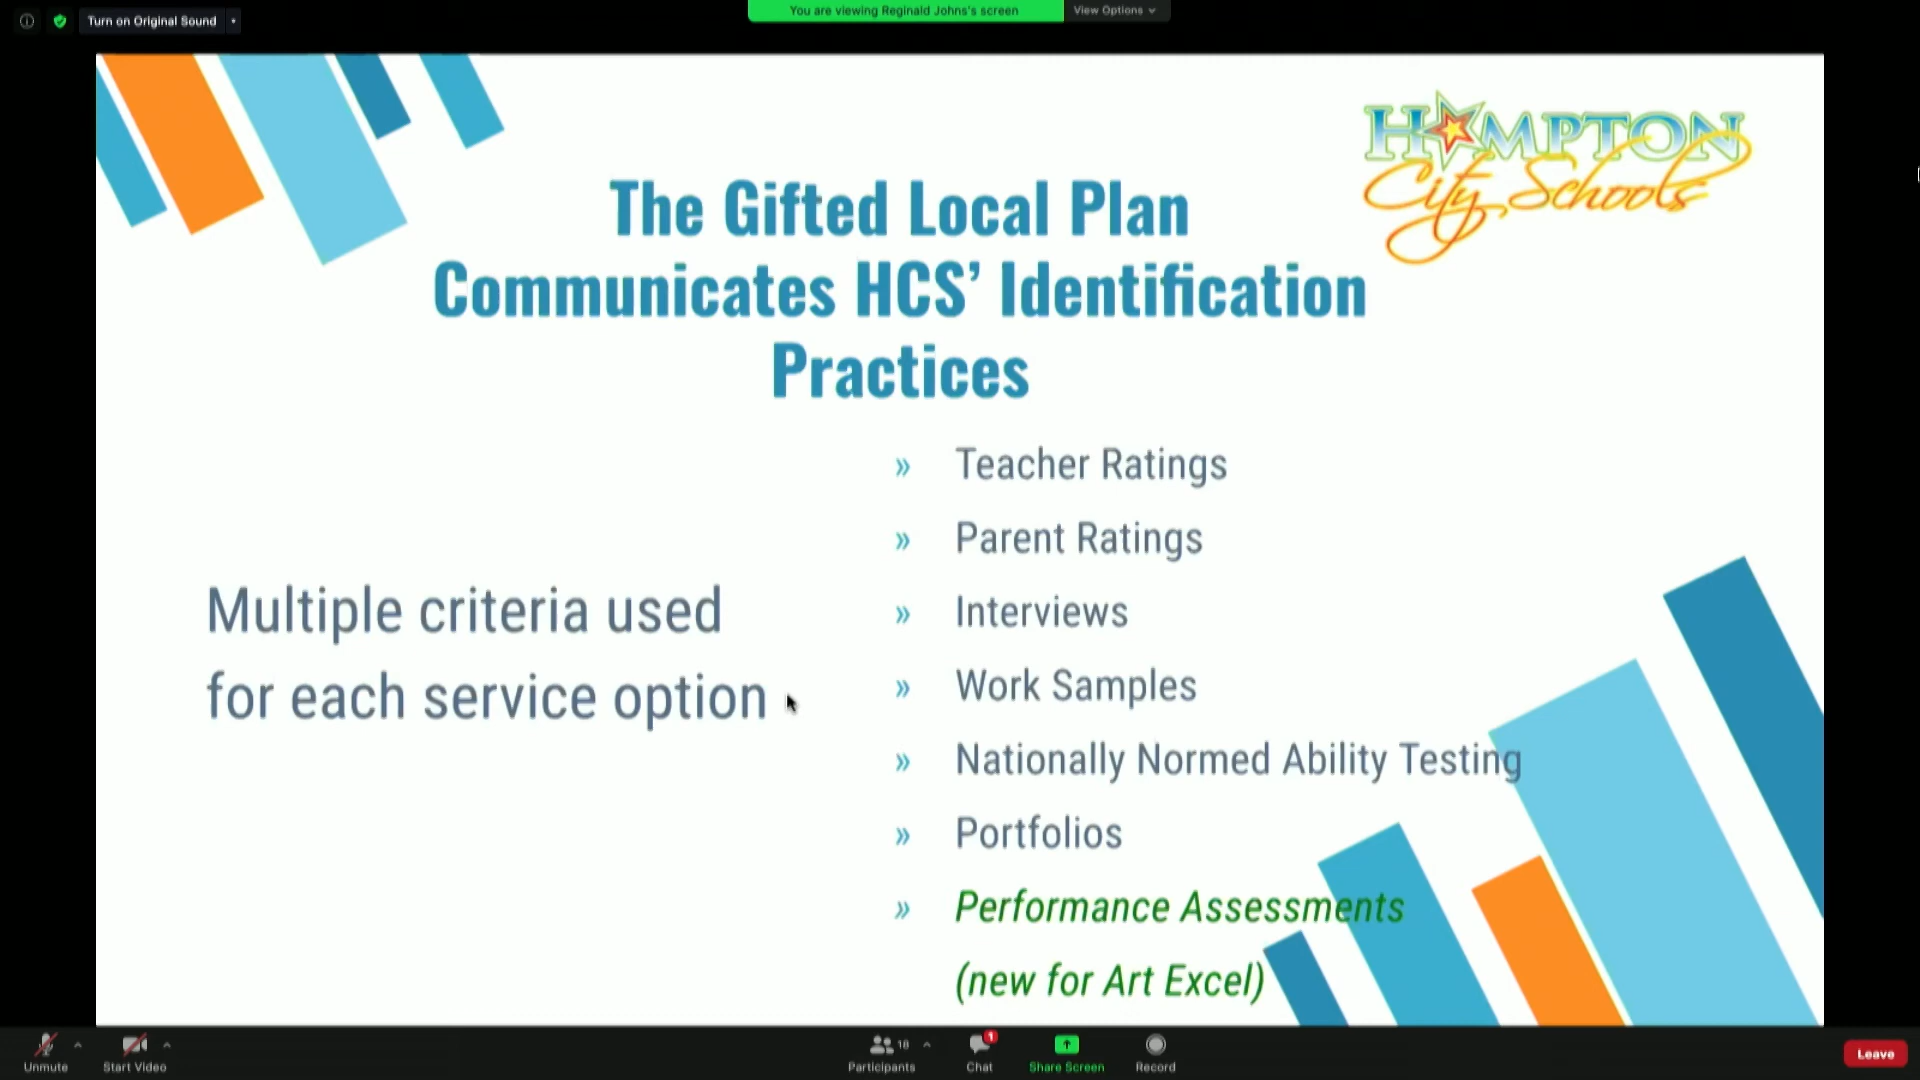 Turn on Original Sound
You are viewing Reginald Johns's screen
View Options
HAMPTON
City Schools
The Gifted Local Plan
Communicates HCS’ Identification
Practices
Multiple criteria used
for each service option
» Teacher Ratings
» Parent Ratings
» Interviews
» Work Samples
» Nationally Normed Ability Testing
» Portfolios
» Performance Assessments
(new for Art Excel)
Unmute
Start Video
18
Participants
1
Chat
Share Screen
Record
Leave